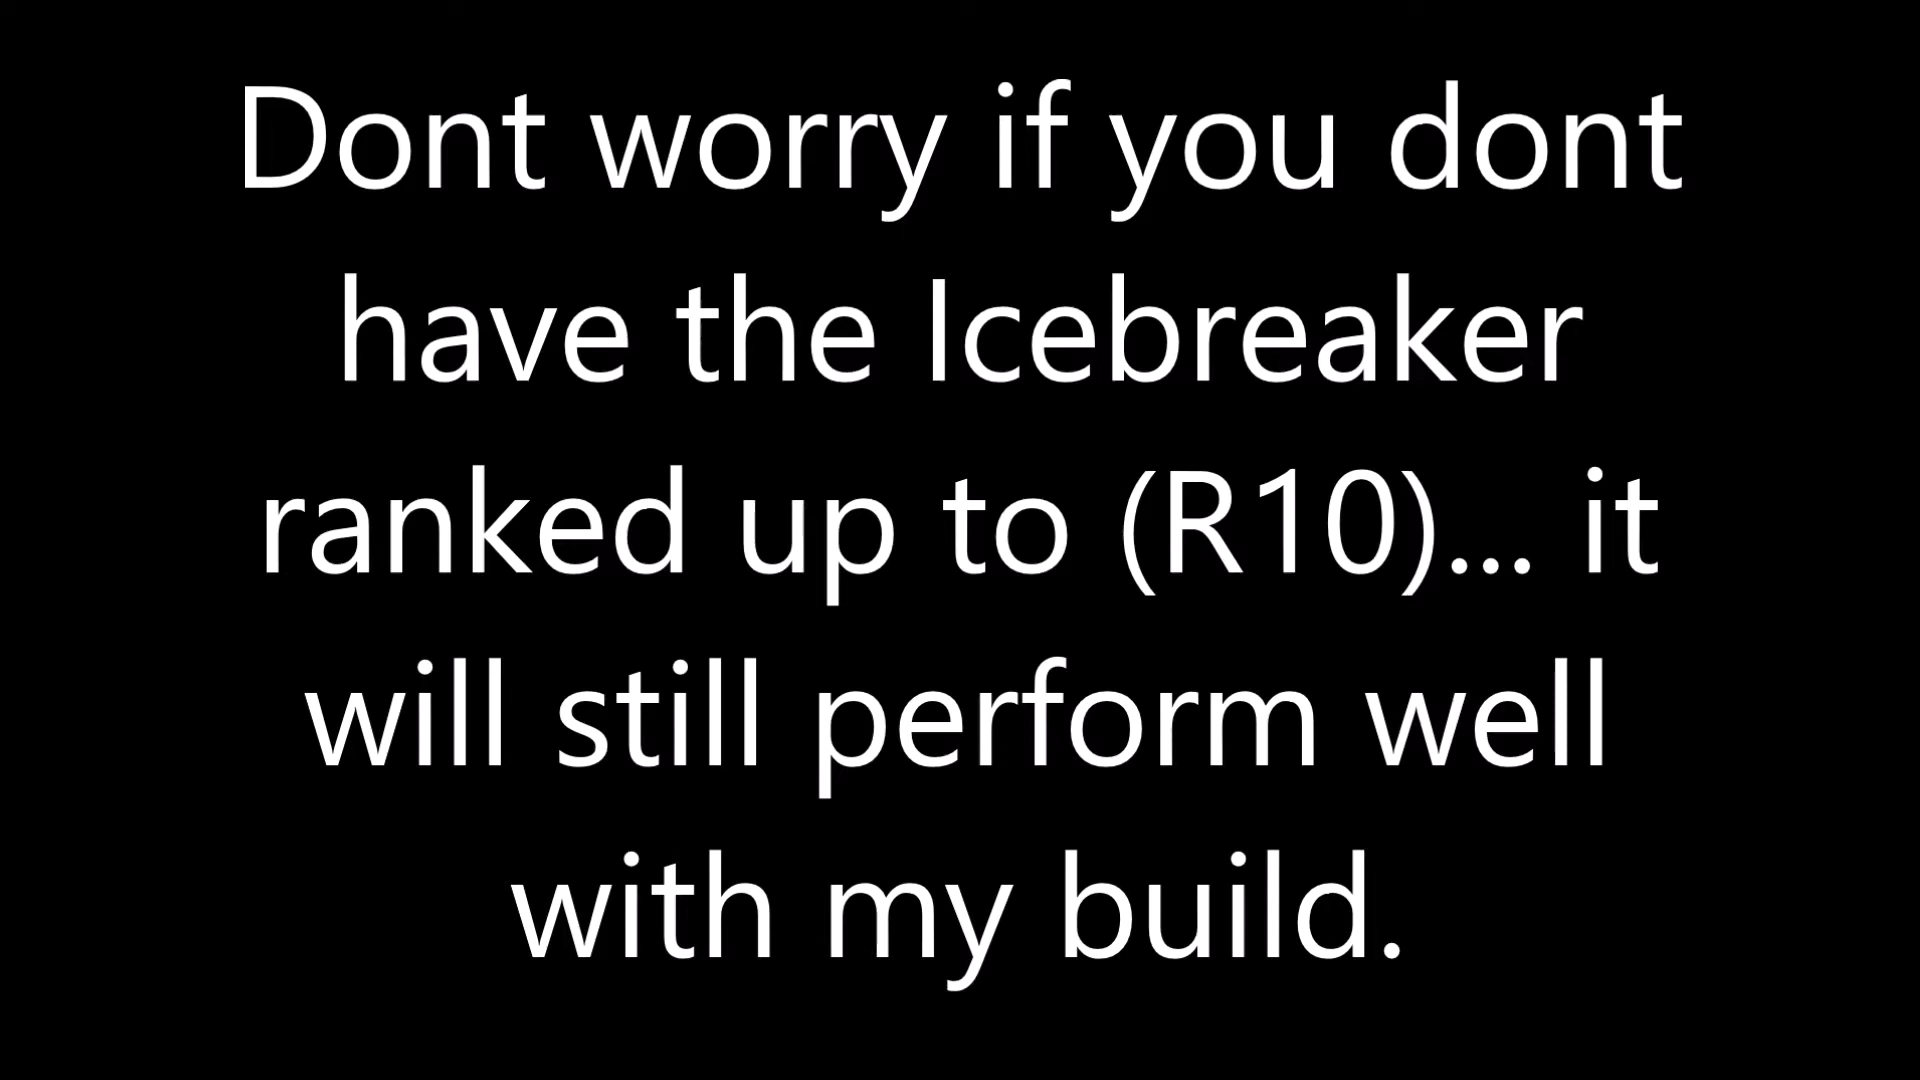 Dont worry if you dont
have the Icebreaker
ranked up to (R10)... it
will still perform well
with my build.